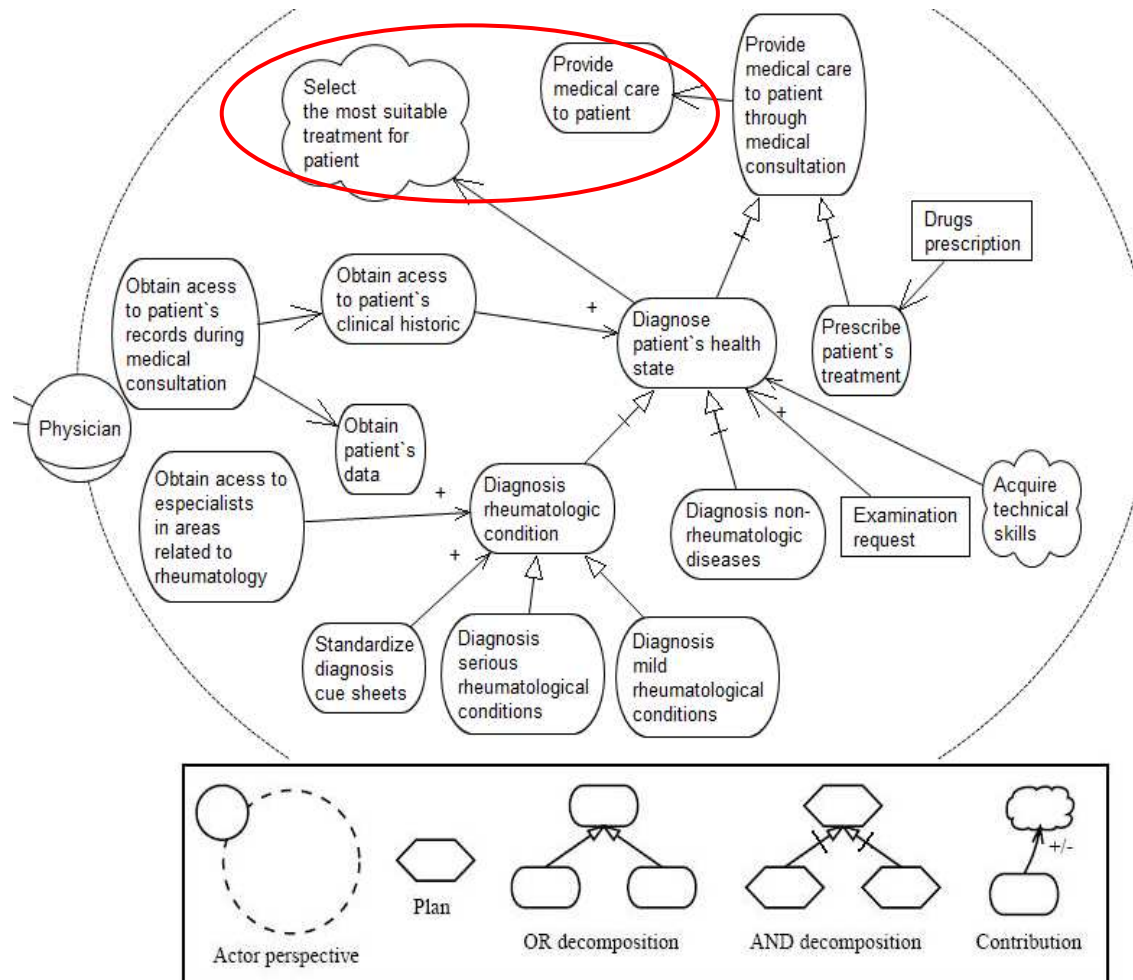 Select
the most suitable
treatment for
patient
Provide
medical care
to patient
Provide
medical care
to patient
through
medical
consultation
Drugs
prescription
Obtain acess
to patient`s
records during
medical
consultation
Obtain acess
to patient`s
clinical historic
+
Diagnose
patient`s health
state
Prescribe
patient`s
treatment
Physician
Obtain
patient`s
data
+
Obtain acess to
especialists
in areas
related to
rheumatology
+
Diagnosis
rheumatologic
condition
+
Diagnosis non-
rheumatologic
diseases
Examination
request
Acquire
technical
skills
Standardize
diagnosis
cue sheets
Diagnosis
serious
rheumatological
conditions
Diagnosis
mild
rheumatological
conditions
Actor perspective
Plan
OR decomposition
AND decomposition
+/-
Contribution